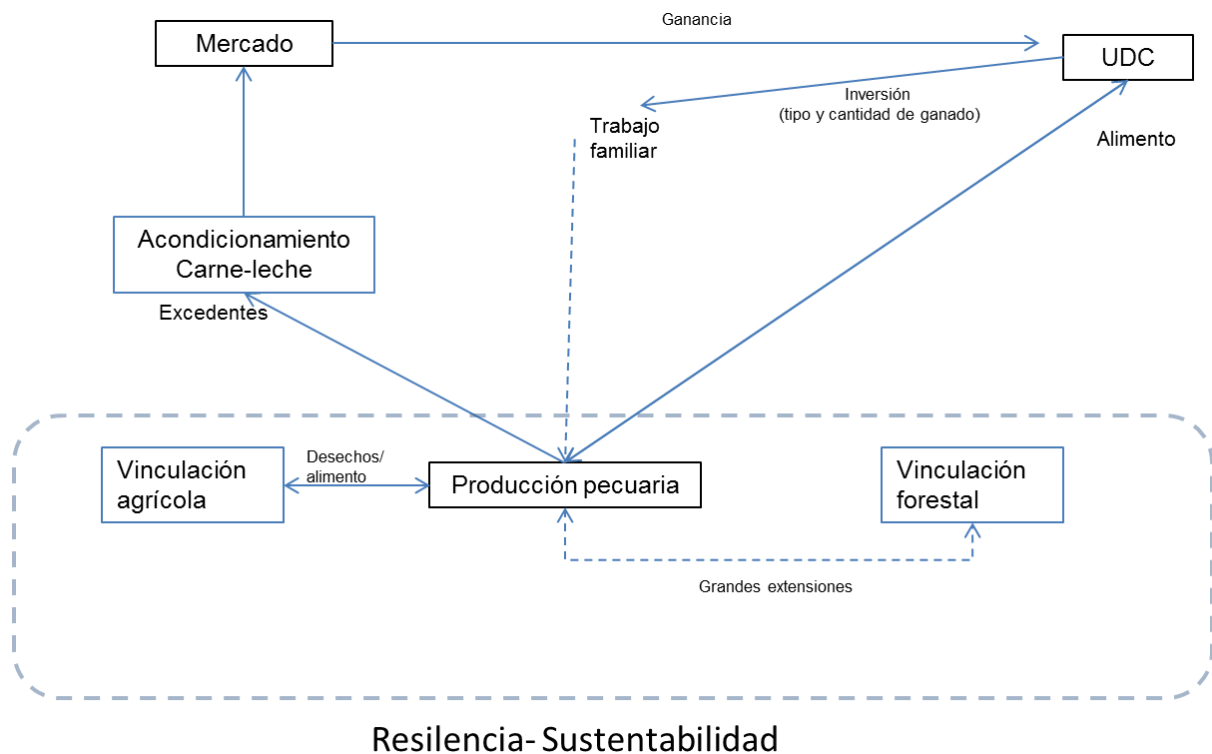 Ganancia
Mercado
UDC
Inversión
(tipo y cantidad de ganado)
Trabajo
familiar
Alimento
Acondicionamiento
Carne-leche
Excedentes
Vinculación
agrícola
Desechos/
alimento
Producción pecuaria
Vinculación
forestal
Grandes extensiones
Resilencia- Sustentabilidad